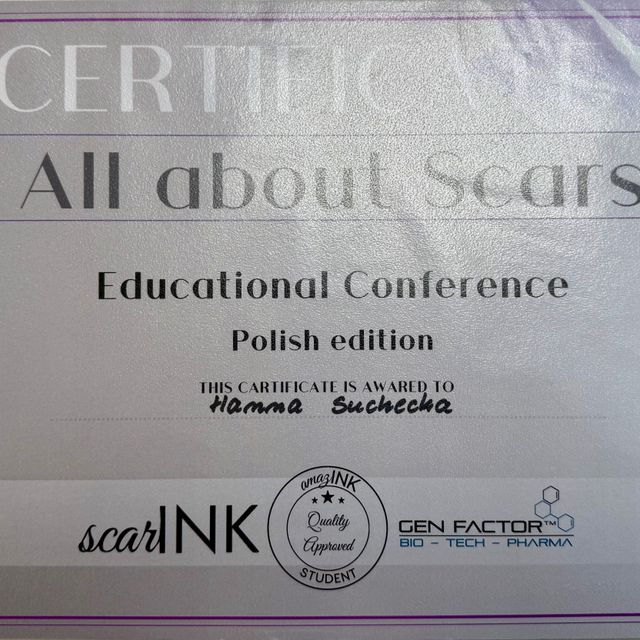 CERTIFICATE
All about Scars
Educational Conference
Polish edition
THIS CARTIFICATE IS AWARED TO
Hanna Suchecka
scarINK
amazINK
Quality
Approved
STUDENT
GEN FACTOR™
BIO - TECH - PHARMA